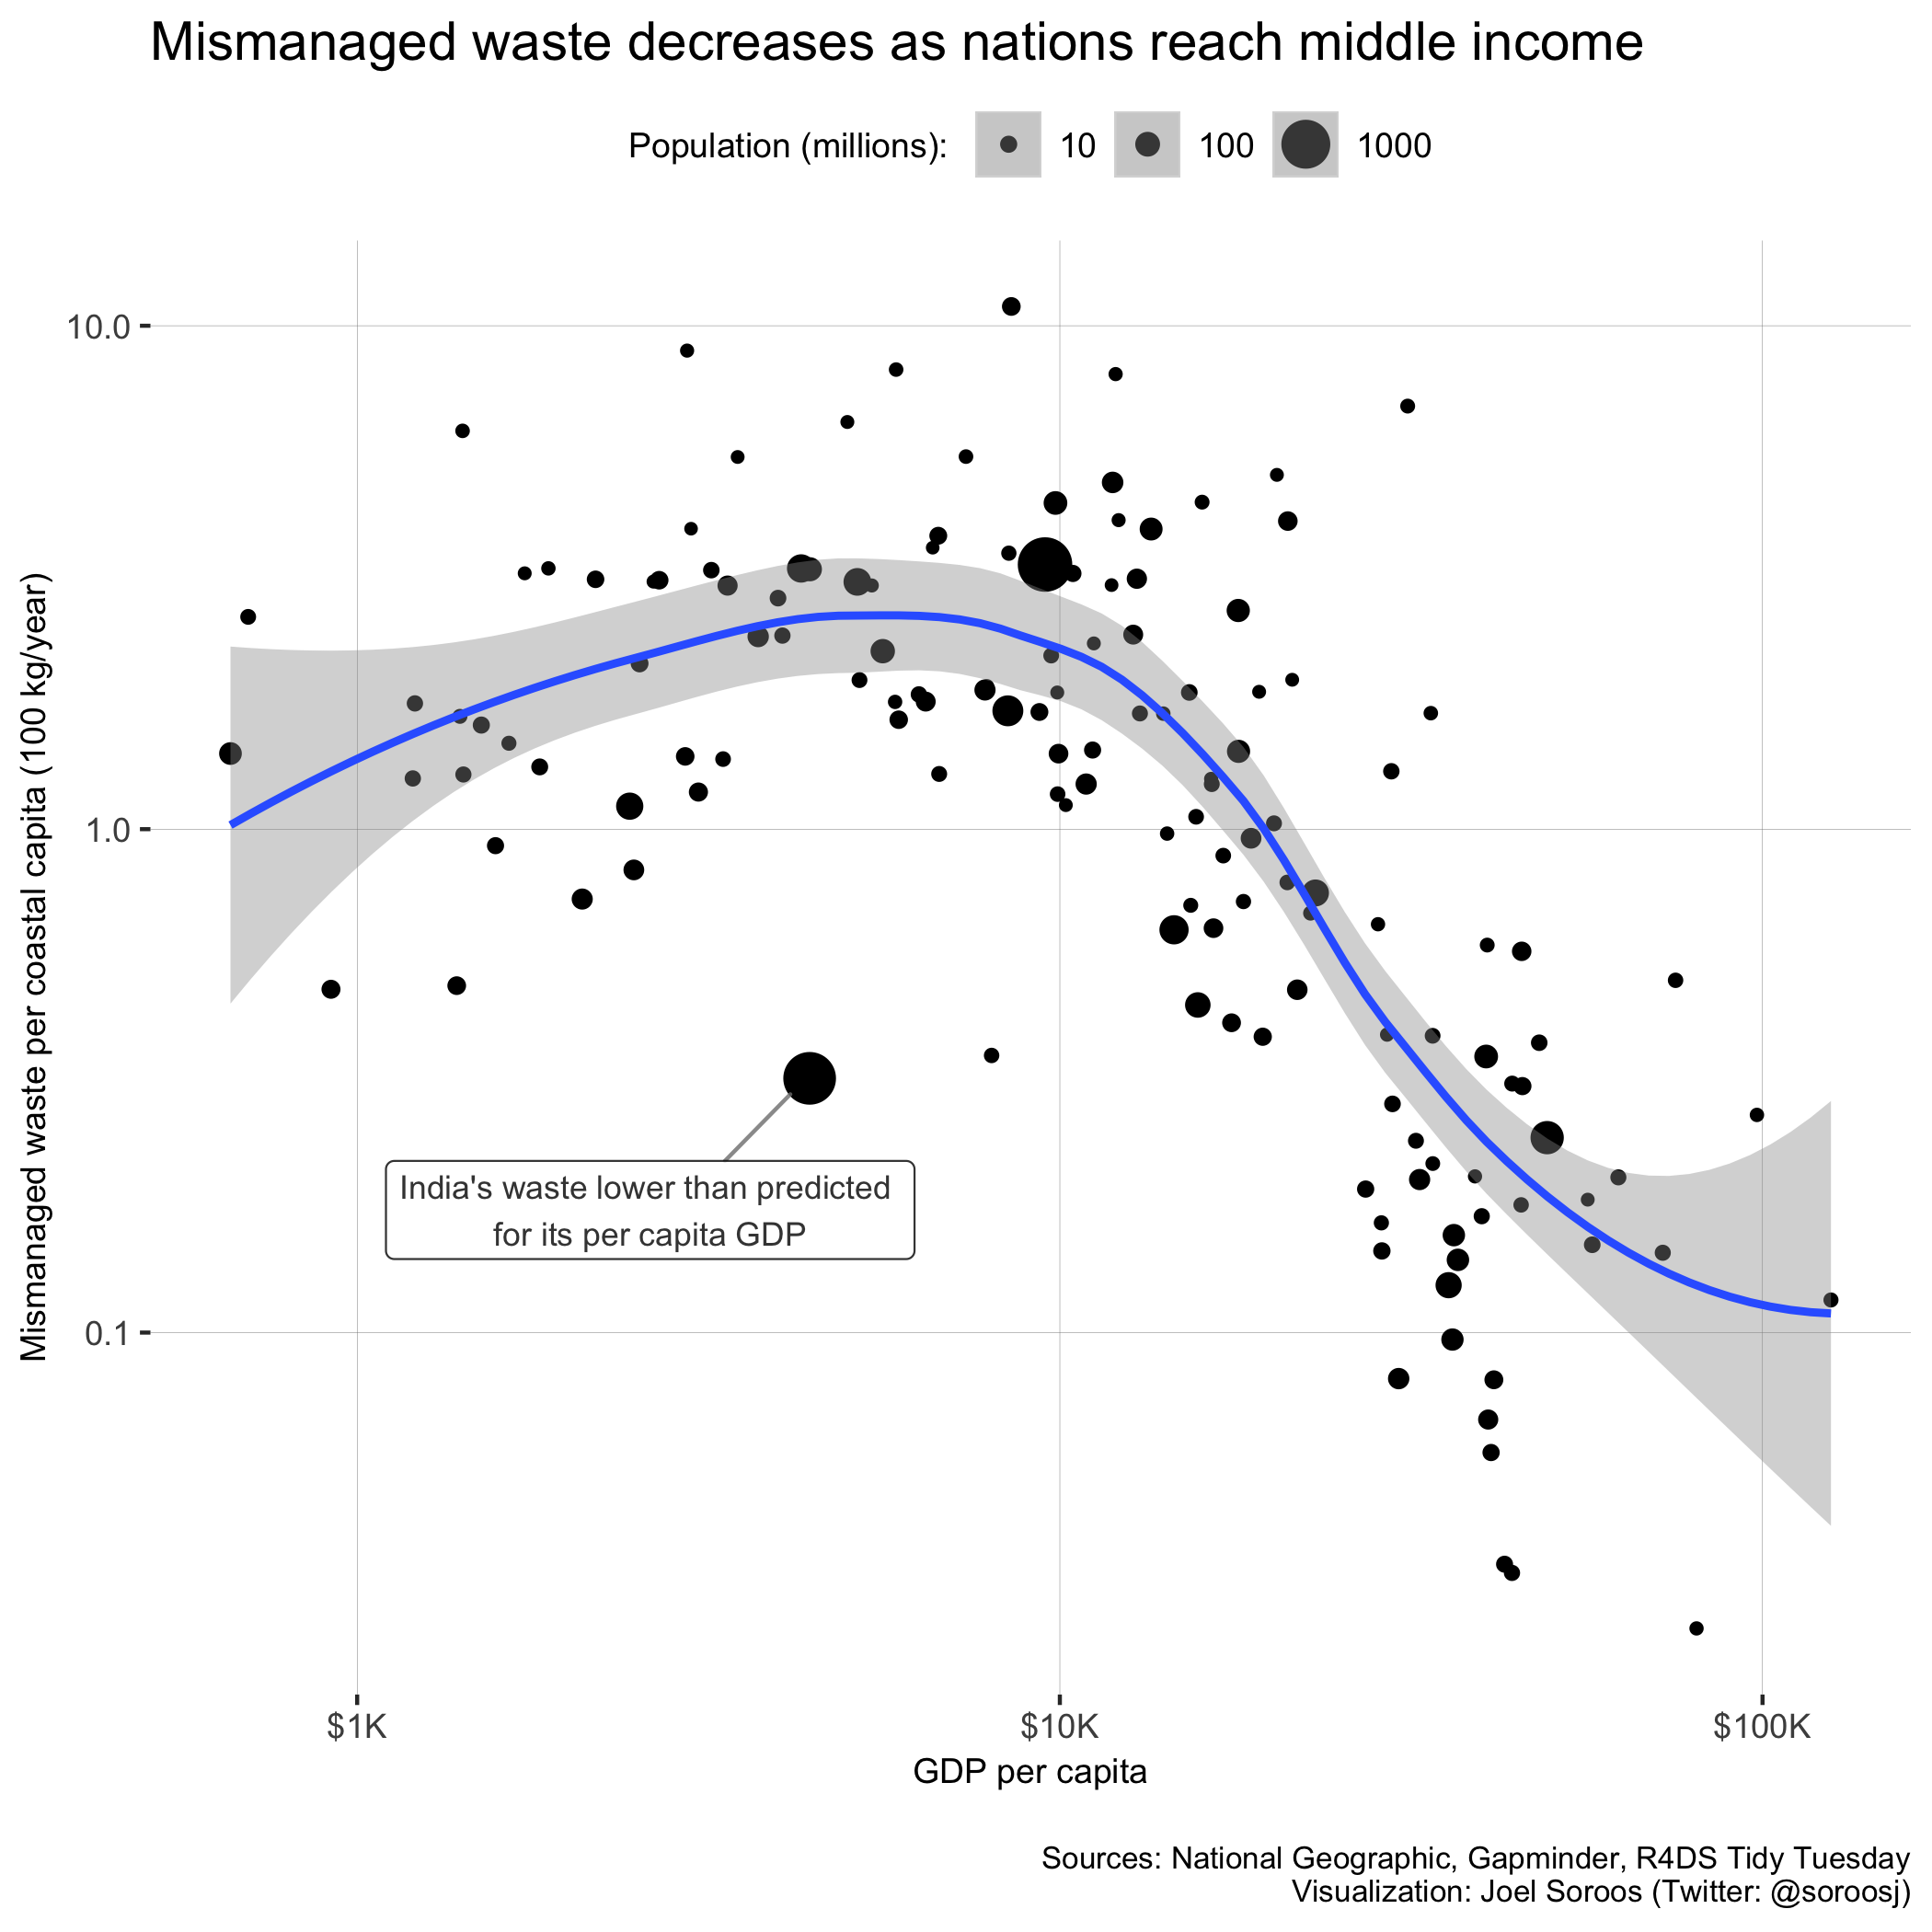 Mismanaged waste decreases as nations reach middle income
Population (millions): 10 100 1000
Mismanaged waste per coastal capita (100 kg/year)
10.0
1.0
0.1
India's waste lower than predicted
for its per capita GDP
$1K $10K $100K
GDP per capita
Sources: National Geographic, Gapminder, R4DS Tidy Tuesday
Visualization: Joel Soroos (Twitter: @soroosj)